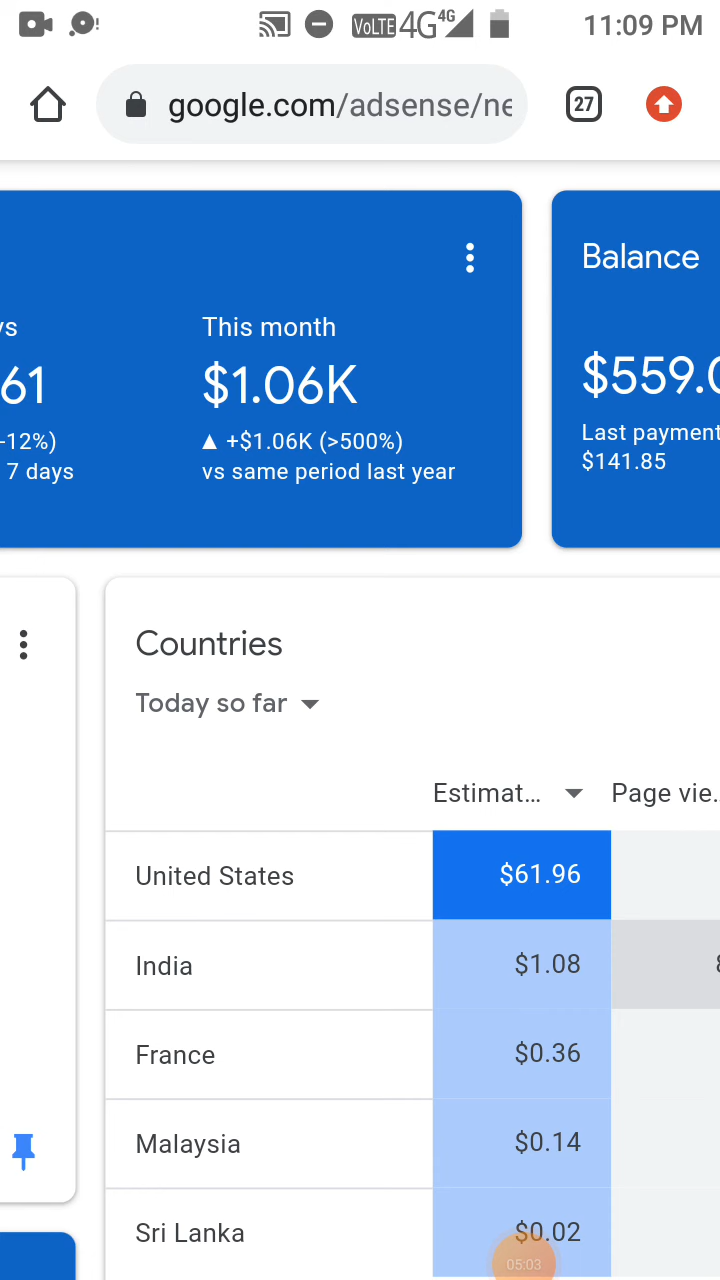 VoLTE 4G 4G 11:09 PM
google.com/adsense/ne
27
This month
61
$1.06K
-12%)
+$1.06K (>500%)
7 days
vs same period last year
Balance
$559.0
Last payment
$141.85
Countries
Today so far
Estimat... Page vie..
United States $61.96
India $1.08
France $0.36
Malaysia $0.14
Sri Lanka $0.02
05:03